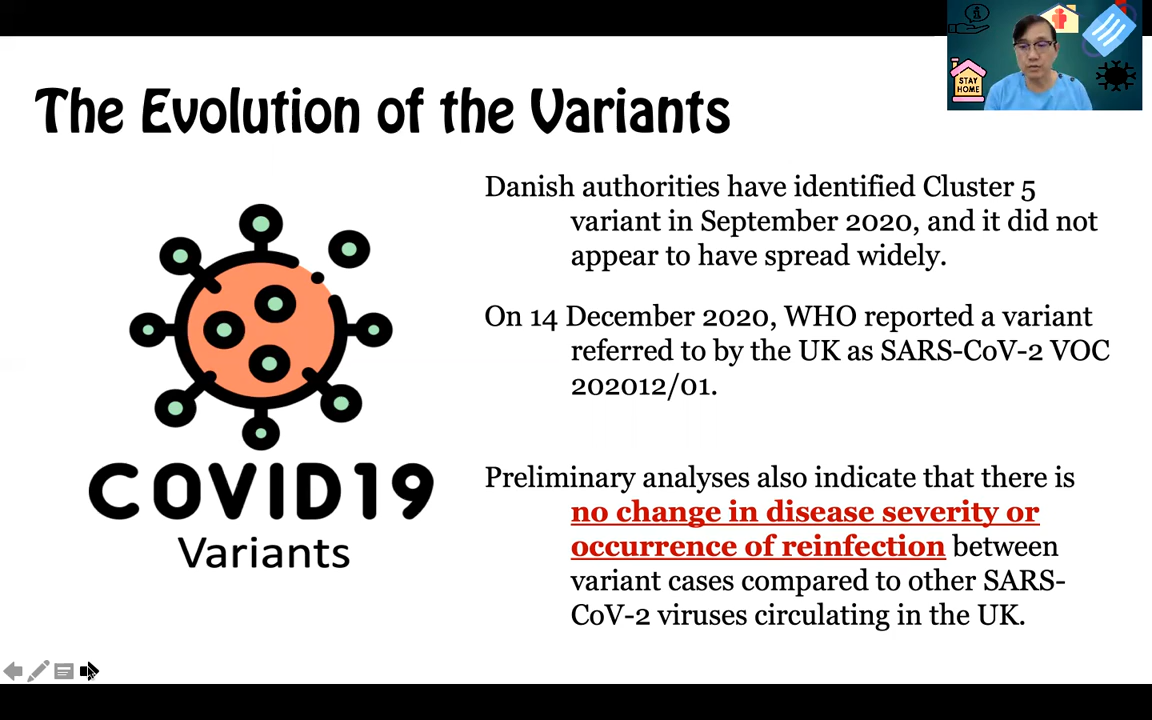 STAY
HOME
The Evolution of the Variants
Danish authorities have identified Cluster 5
variant in September 2020, and it did not
appear to have spread widely.
On 14 December 2020, WHO reported a variant
referred to by the UK as SARS-CoV-2 VOC
202012/01.
Preliminary analyses also indicate that there is
no change in disease severity or
occurrence of reinfection between
variant cases compared to other SARS-
CoV-2 viruses circulating in the UK.
COVID19
Variants